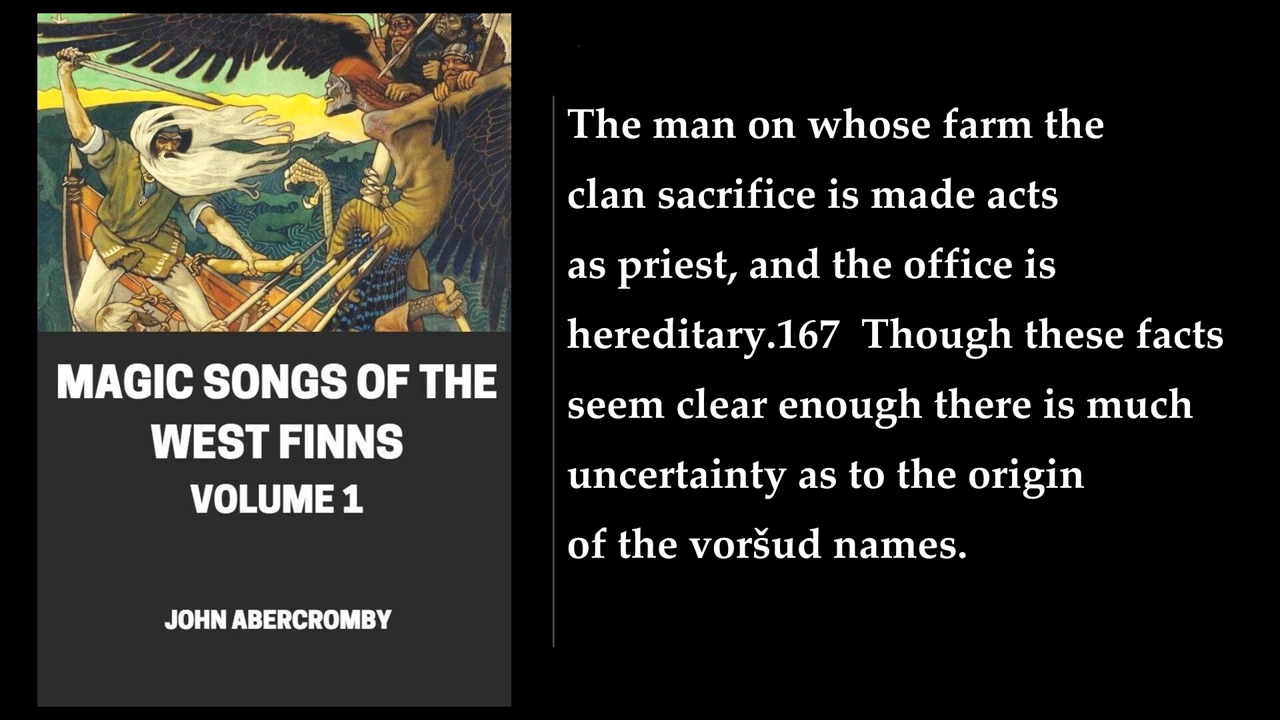 MAGIC SONGS OF THE
WEST FINNS
VOLUME 1
JOHN ABERCROMBY
The man on whose farm the
clan sacrifice is made acts
as priest, and the office is
hereditary.167  Though these facts
seem clear enough there is much
uncertainty as to the origin
of the voršud names.